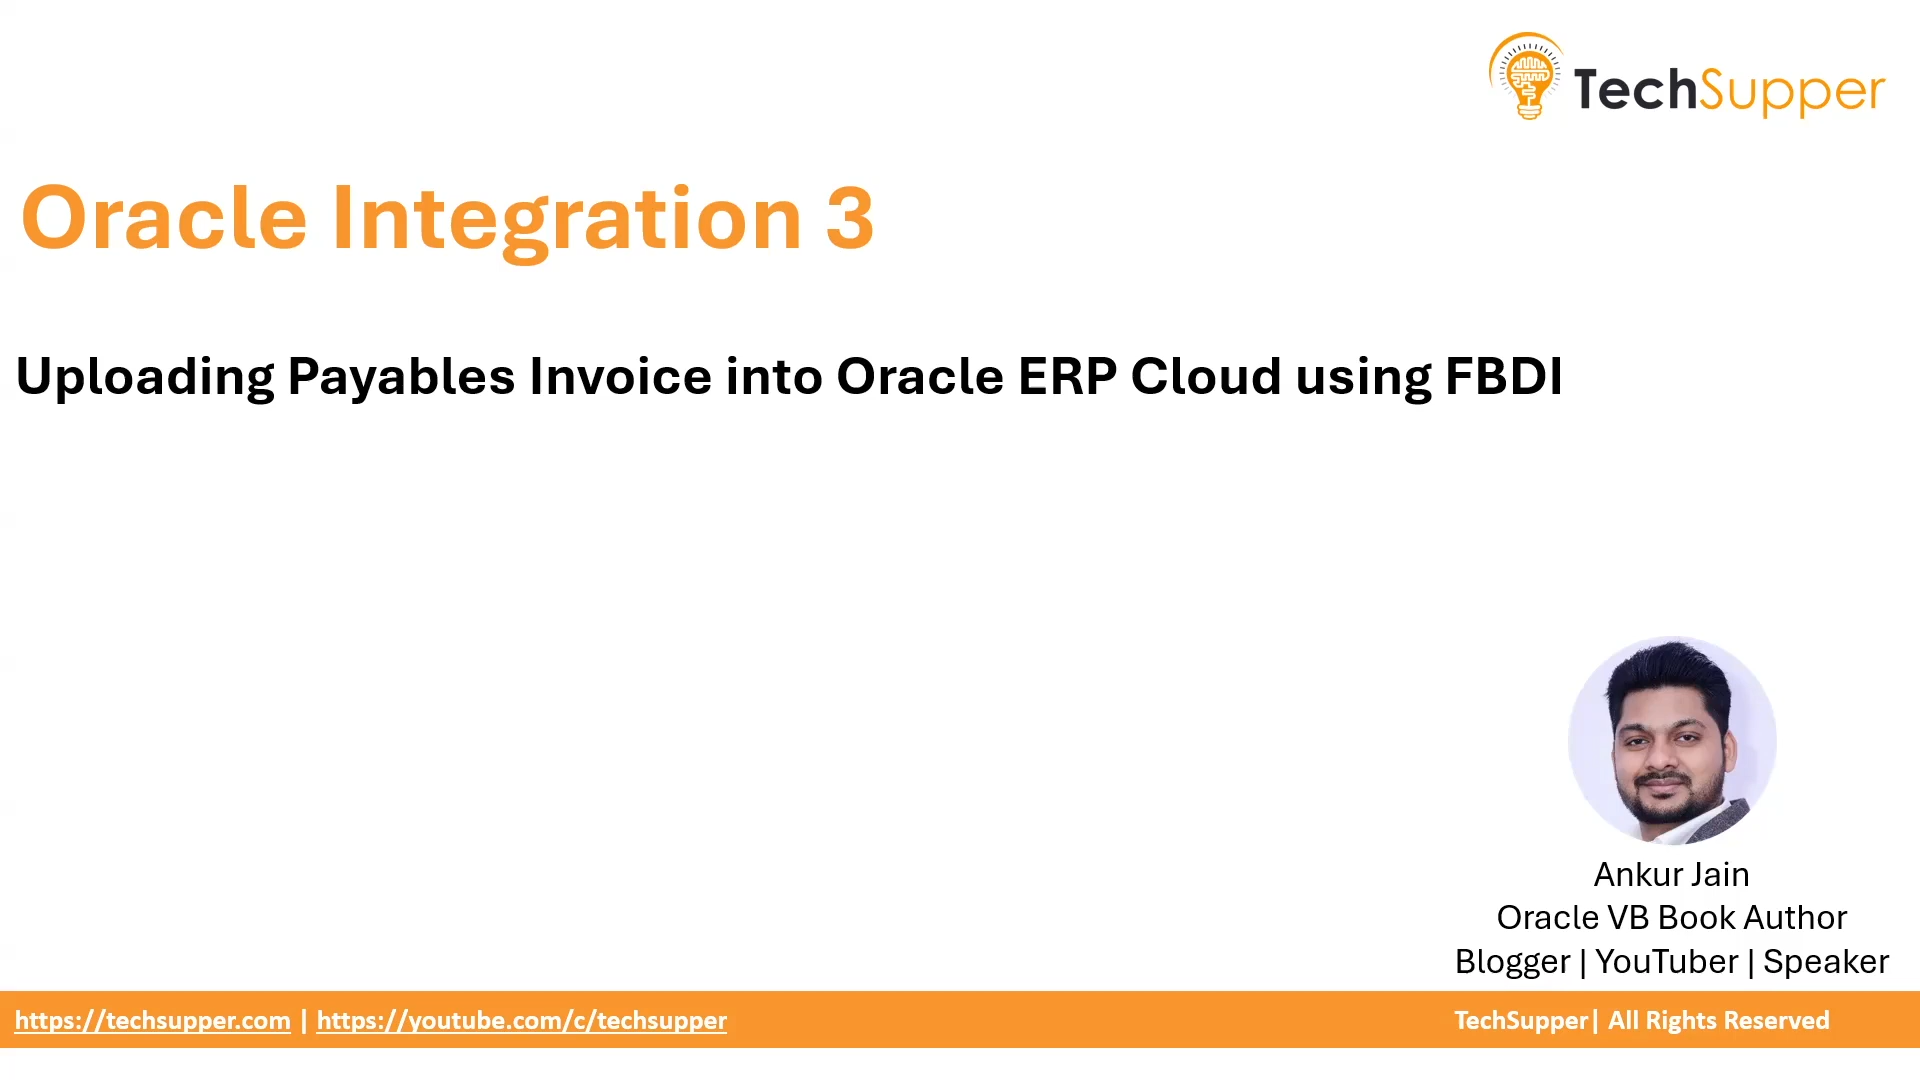 TechSupper
Oracle Integration 3
Uploading Payables Invoice into Oracle ERP Cloud using FBDI
Ankur Jain
Oracle VB Book Author
Blogger | YouTuber | Speaker
https://techsupper.com | https://youtube.com/c/techsupper
TechSupper| All Rights Reserved